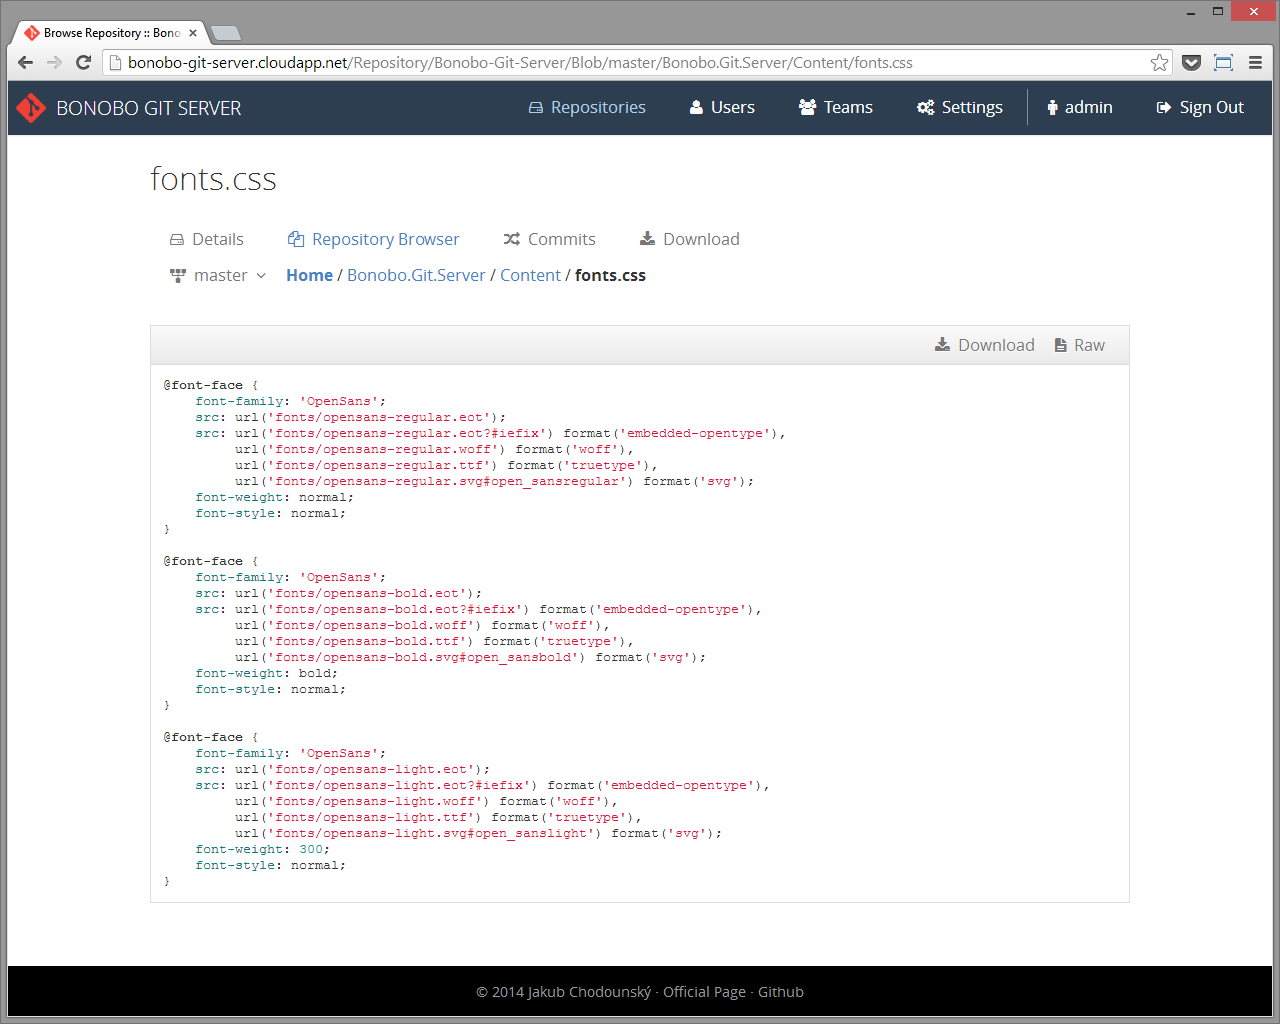 Browse Repository :: Bono
bonobo-git-server.cloudapp.net/Repository/Bonobo-Git-Server/Blob/master/Bonobo.Git.Server/Content/fonts.css
BONOBO GIT SERVER Repositories Users Teams Settings admin Sign Out
fonts.css
Details Repository Browser Commits Download
master Home / Bonobo.Git.Server / Content / fonts.css
Download Raw
@font-face {
    font-family: 'OpenSans';
    src: url('fonts/opensans-regular.eot');
    src: url('fonts/opensans-regular.eot?#iefix') format('embedded-opentype'),
         url('fonts/opensans-regular.woff') format('woff'),
         url('fonts/opensans-regular.ttf') format('truetype'),
         url('fonts/opensans-regular.svg#open_sansregular') format('svg');
    font-weight: normal;
    font-style: normal;
}
@font-face {
    font-family: 'OpenSans';
    src: url('fonts/opensans-bold.eot');
    src: url('fonts/opensans-bold.eot?#iefix') format('embedded-opentype'),
         url('fonts/opensans-bold.woff') format('woff'),
         url('fonts/opensans-bold.ttf') format('truetype'),
         url('fonts/opensans-bold.svg#open_sansbold') format('svg');
    font-weight: bold;
    font-style: normal;
}
@font-face {
    font-family: 'OpenSans';
    src: url('fonts/opensans-light.eot');
    src: url('fonts/opensans-light.eot?#iefix') format('embedded-opentype'),
         url('fonts/opensans-light.woff') format('woff'),
         url('fonts/opensans-light.ttf') format('truetype'),
         url('fonts/opensans-light.svg#open_sanslight') format('svg');
    font-weight: 300;
    font-style: normal;
}
© 2014 Jakub Chodounský · Official Page · Github